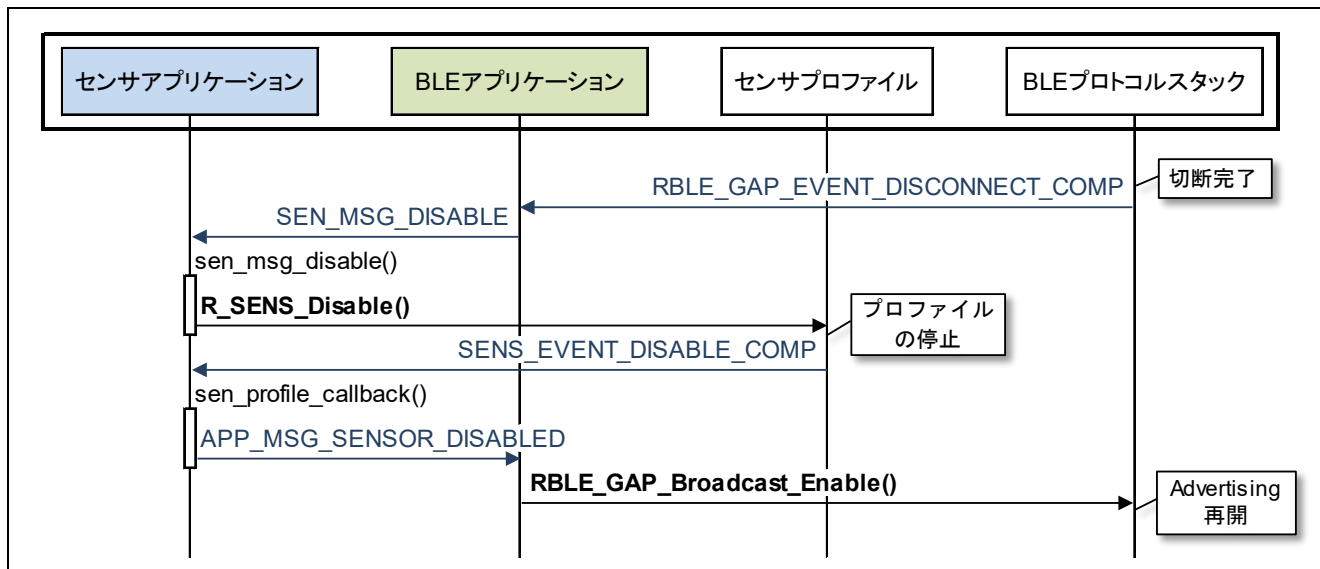 センサアプリケーション
BLEアプリケーション
センサプロファイル
BLEプロトコルスタック
切断完了
RBLE_GAP_EVENT_DISCONNECT_COMP
SEN_MSG_DISABLE
sen_msg_disable()
R_SENS_Disable()
プロファイル
の停止
SENS_EVENT_DISABLE_COMP
sen_profile_callback()
APP_MSG_SENSOR_DISABLED
RBLE_GAP_Broadcast_Enable()
Advertising
再開